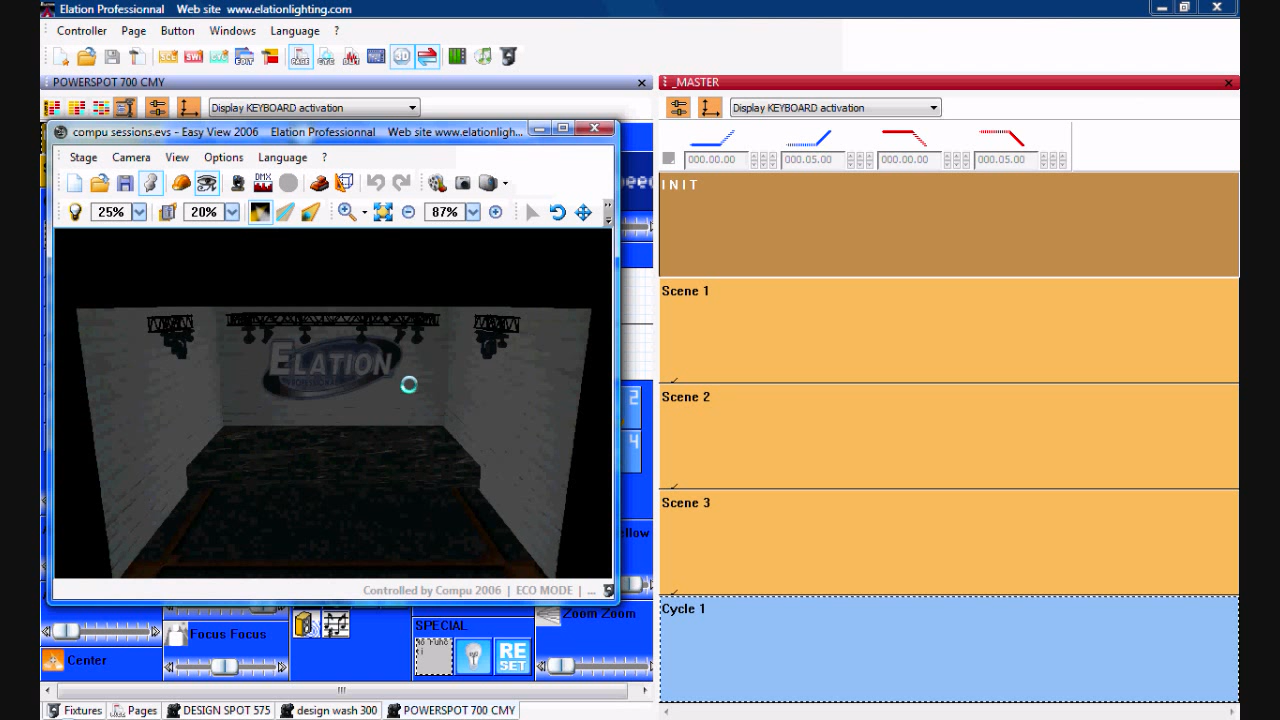 Elation Professionnal    Web site  www.elationlighting.com
Controller  Page  Button  Windows  Language  ?
POWERSPOT 700 CMY
Display KEYBOARD activation
compu sessions.evs - Easy View 2006    Elation Professionnal    Web site www.elationligh...
Stage  Camera  View  Options  Language  ?
DMX
25%  20%  87%
ELATION
Controlled by Compu 2006 | ECO MODE | ...
2
4
Zoom Zoom
Focus Focus
SPECIAL
RE
SET
Center
Fixtures  Pages  DESIGN SPOT 575  design wash 300  POWERSPOT 700 CMY
_MASTER
Display KEYBOARD activation
000.00.00  000.05.00  000.00.00  000.05.00
INIT
Scene 1
Scene 2
Scene 3
Cycle 1